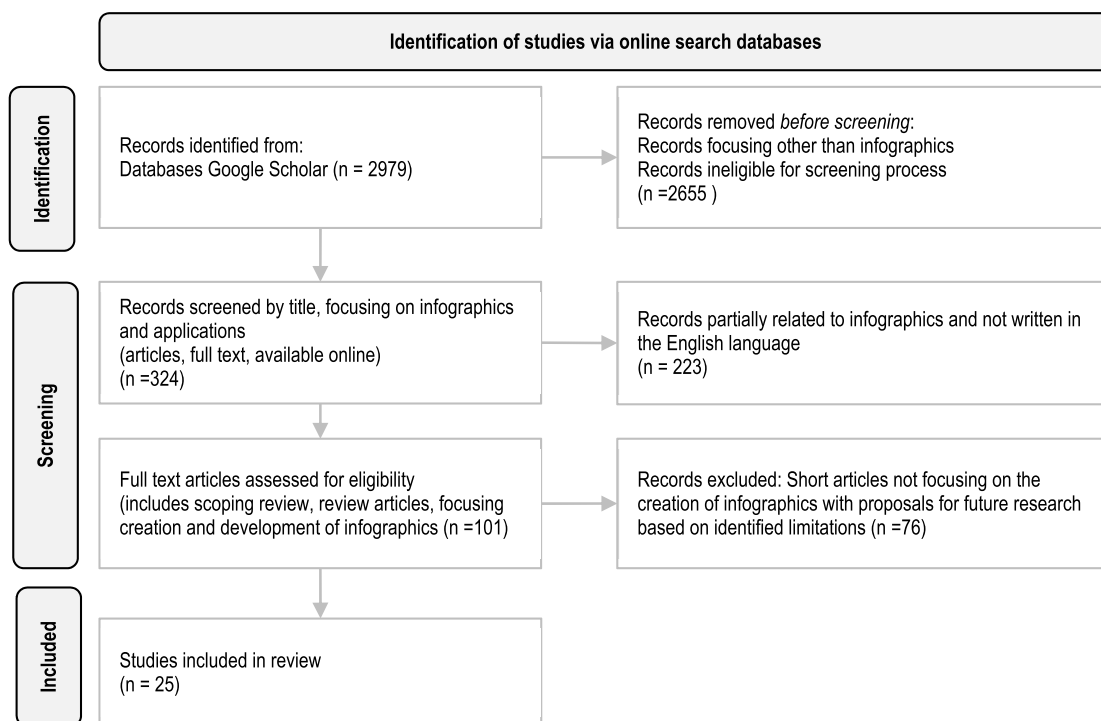 Identification of studies via online search databases
Identification
Records identified from:
Databases Google Scholar (n = 2979)
Records removed before screening:
Records focusing other than infographics
Records ineligible for screening process
(n =2655 )
Screening
Records screened by title, focusing on infographics
and applications
(articles, full text, available online)
(n =324)
Records partially related to infographics and not written in
the English language
(n = 223)
Full text articles assessed for eligibility
(includes scoping review, review articles, focusing
creation and development of infographics (n =101)
Records excluded: Short articles not focusing on the
creation of infographics with proposals for future research
based on identified limitations (n =76)
Included
Studies included in review
(n = 25)